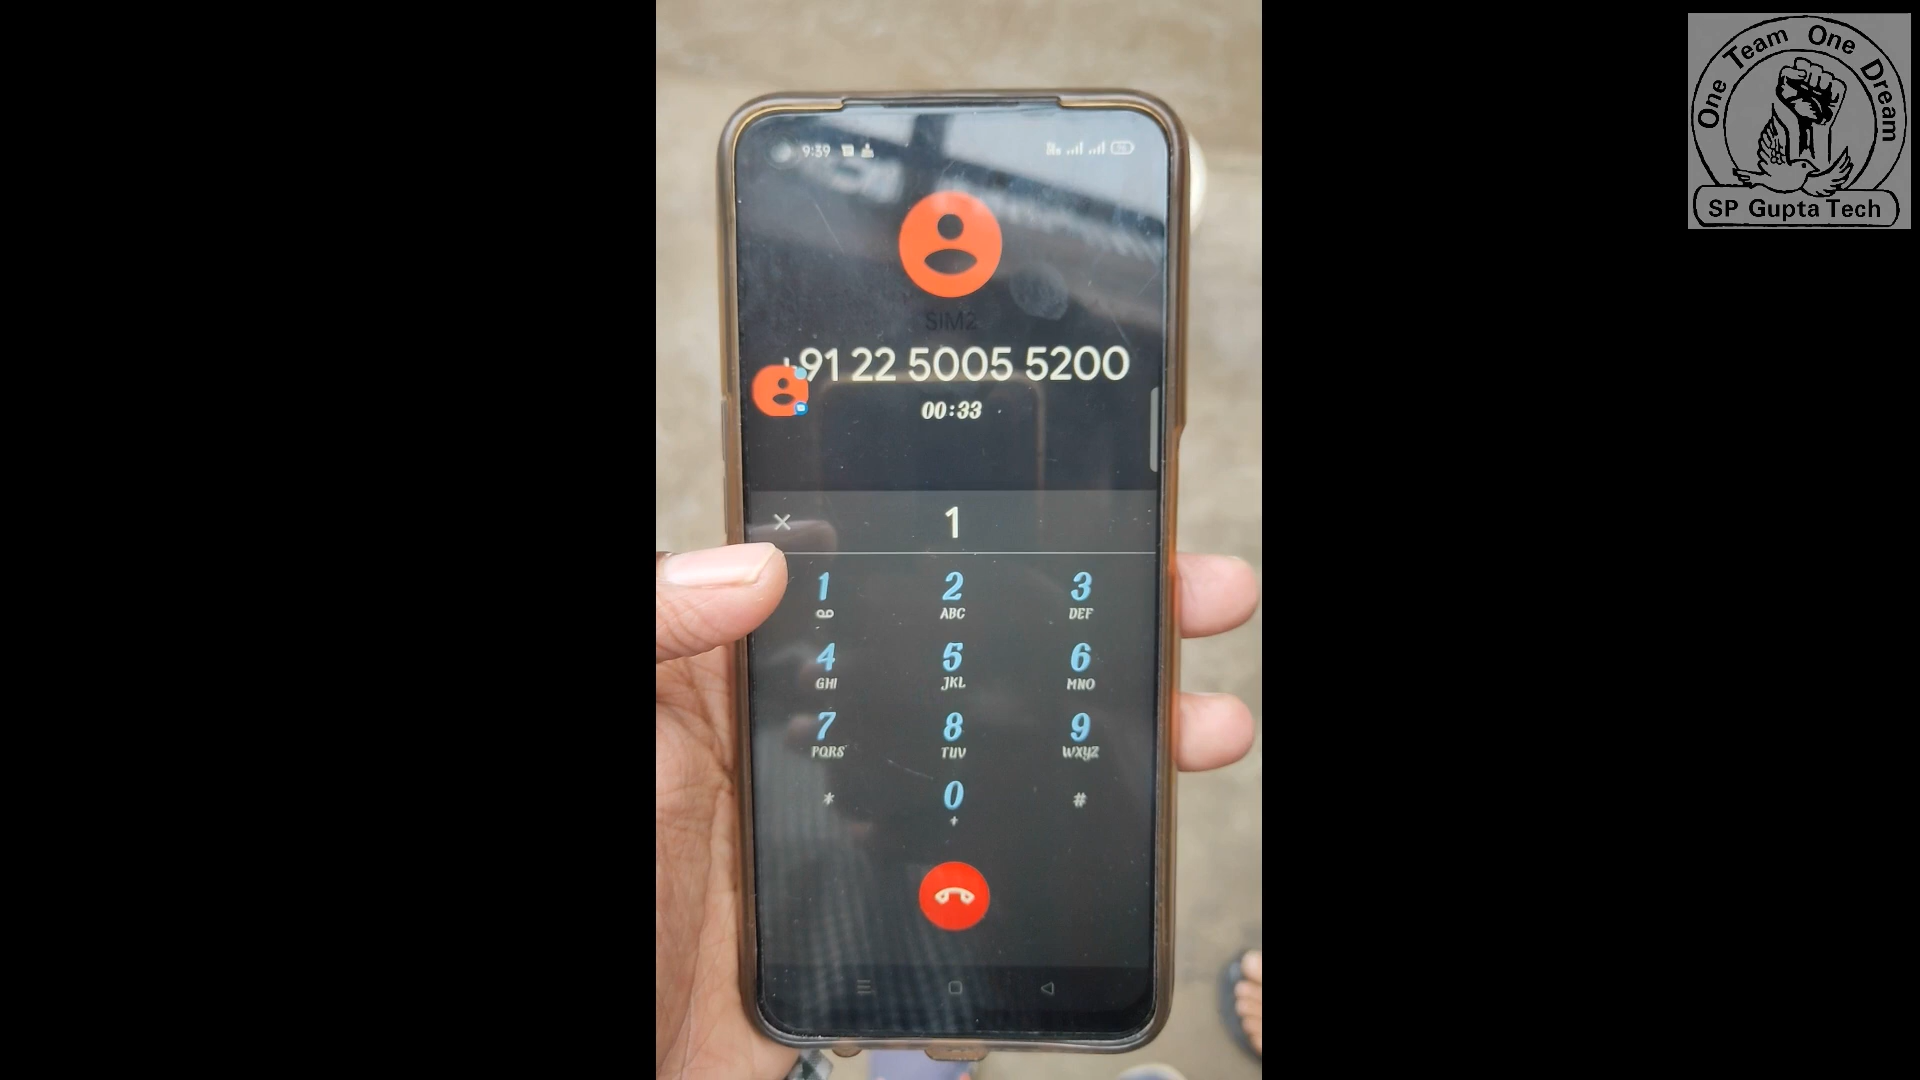 One Team One Dream
SP Gupta Tech
9:39
SIM2
+91 22 5005 5200
00:33
1
1 2 3
ABC DEF
4 5 6
GHI JKL MNO
7 8 9
PQRS TUV WXYZ
* 0 #
+